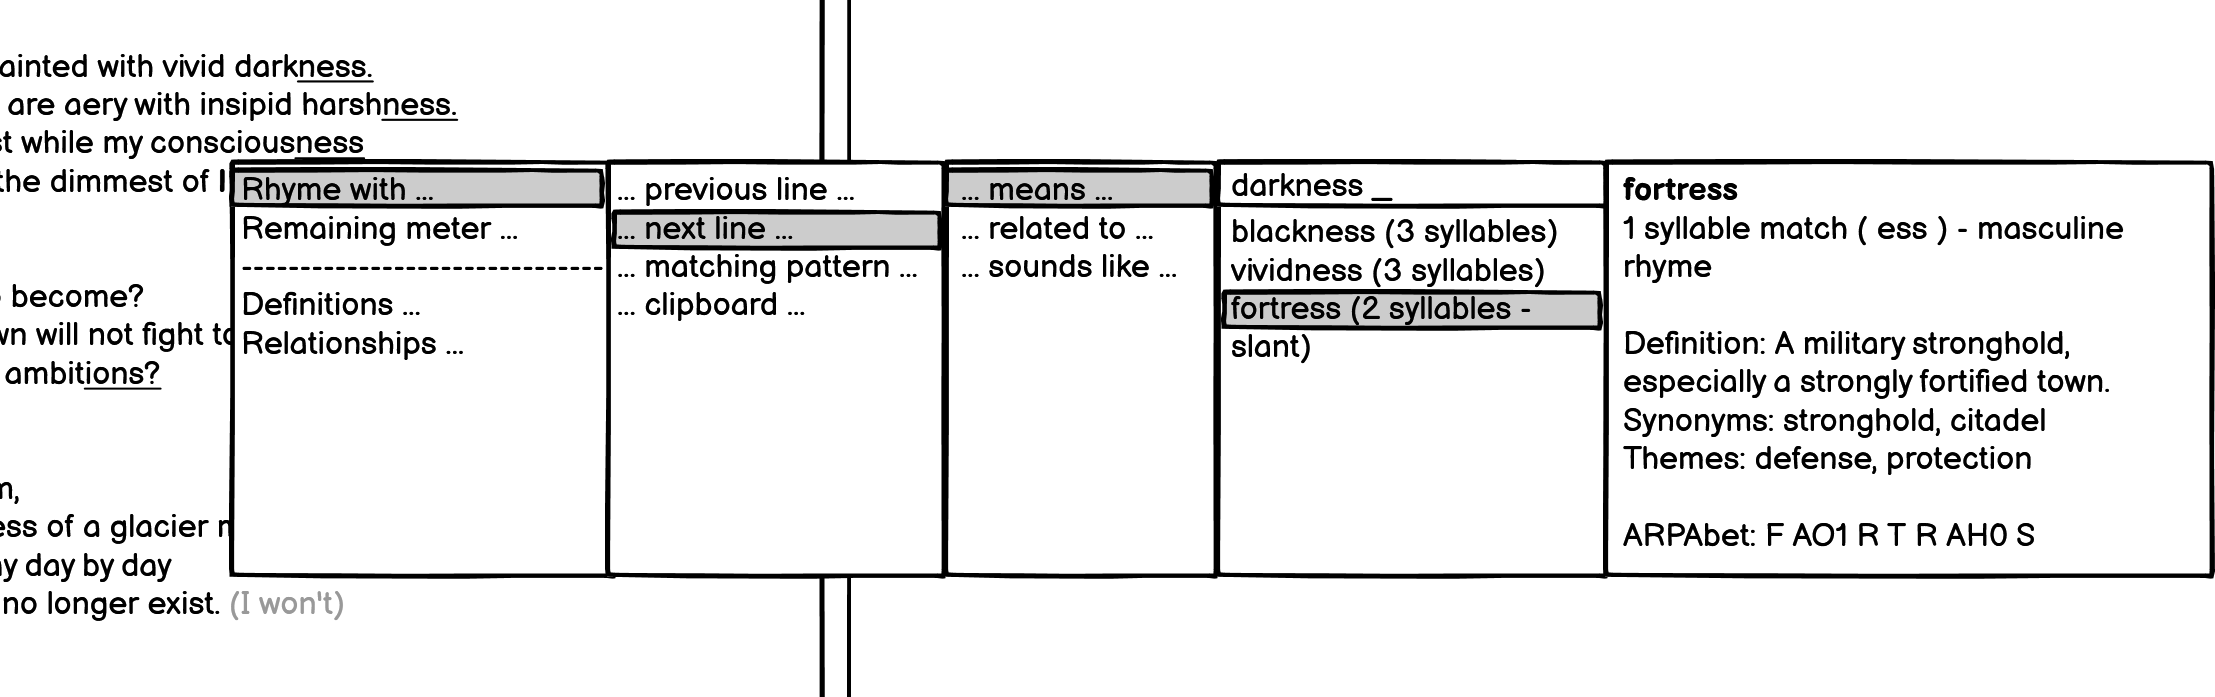 ainted with vivid darkness.
are aery with insipid harshness.
st while my consciousness
the dimmest of
become?
wn will not fight to
ambitions?
m,
ess of a glacier
y day by day
no longer exist. (I won't)
Rhyme with ...
Remaining meter ...
-------------------------------
Definitions ...
Relationships ...
... previous line ...
... next line ...
... matching pattern ...
... clipboard ...
... means ...
... related to ...
... sounds like ...
darkness _
blackness (3 syllables)
vividness (3 syllables)
fortress (2 syllables -
slant)
fortress
1 syllable match ( ess ) - masculine
rhyme
Definition: A military stronghold,
especially a strongly fortified town.
Synonyms: stronghold, citadel
Themes: defense, protection
ARPAbet: F AO1 R T R AH0 S